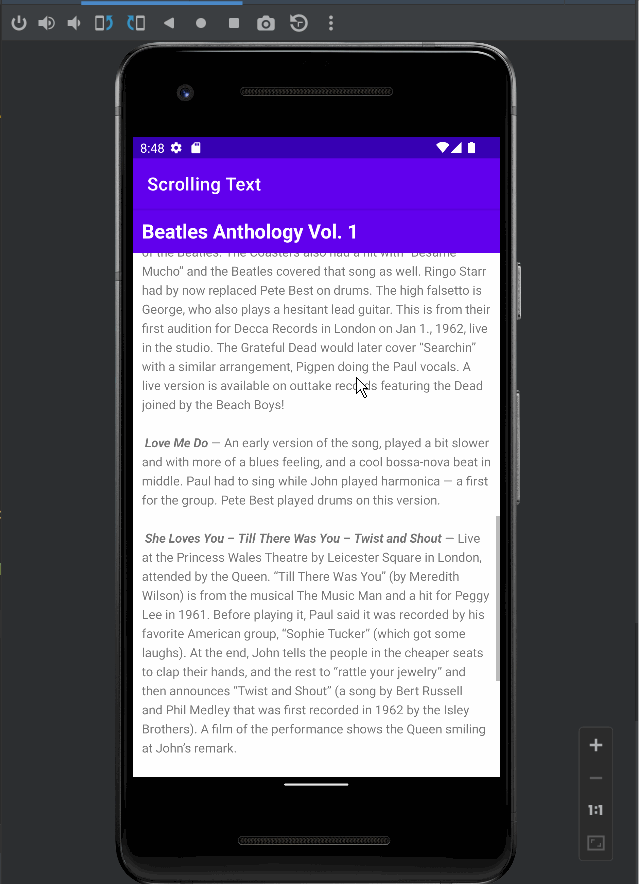 8:48
Scrolling Text
Beatles Anthology Vol. 1
of the Beatles. The Coasters also had a hit with “Besame
Mucho” and the Beatles covered that song as well. Ringo Starr
had by now replaced Pete Best on drums. The high falsetto is
George, who also plays a hesitant lead guitar. This is from their
first audition for Decca Records in London on Jan 1., 1962, live
in the studio. The Grateful Dead would later cover “Searchin”
with a similar arrangement, Pigpen doing the Paul vocals. A
live version is available on outtake records featuring the Dead
joined by the Beach Boys!
Love Me Do — An early version of the song, played a bit slower
and with more of a blues feeling, and a cool bossa-nova beat in
middle. Paul had to sing while John played harmonica — a first
for the group. Pete Best played drums on this version.
She Loves You – Till There Was You – Twist and Shout — Live
at the Princess Wales Theatre by Leicester Square in London,
attended by the Queen. “Till There Was You” (by Meredith
Wilson) is from the musical The Music Man and a hit for Peggy
Lee in 1961. Before playing it, Paul said it was recorded by his
favorite American group, “Sophie Tucker” (which got some
laughs). At the end, John tells the people in the cheaper seats
to clap their hands, and the rest to “rattle your jewelry” and
then announces “Twist and Shout” (a song by Bert Russell
and Phil Medley that was first recorded in 1962 by the Isley
Brothers). A film of the performance shows the Queen smiling
at John’s remark.
1:1